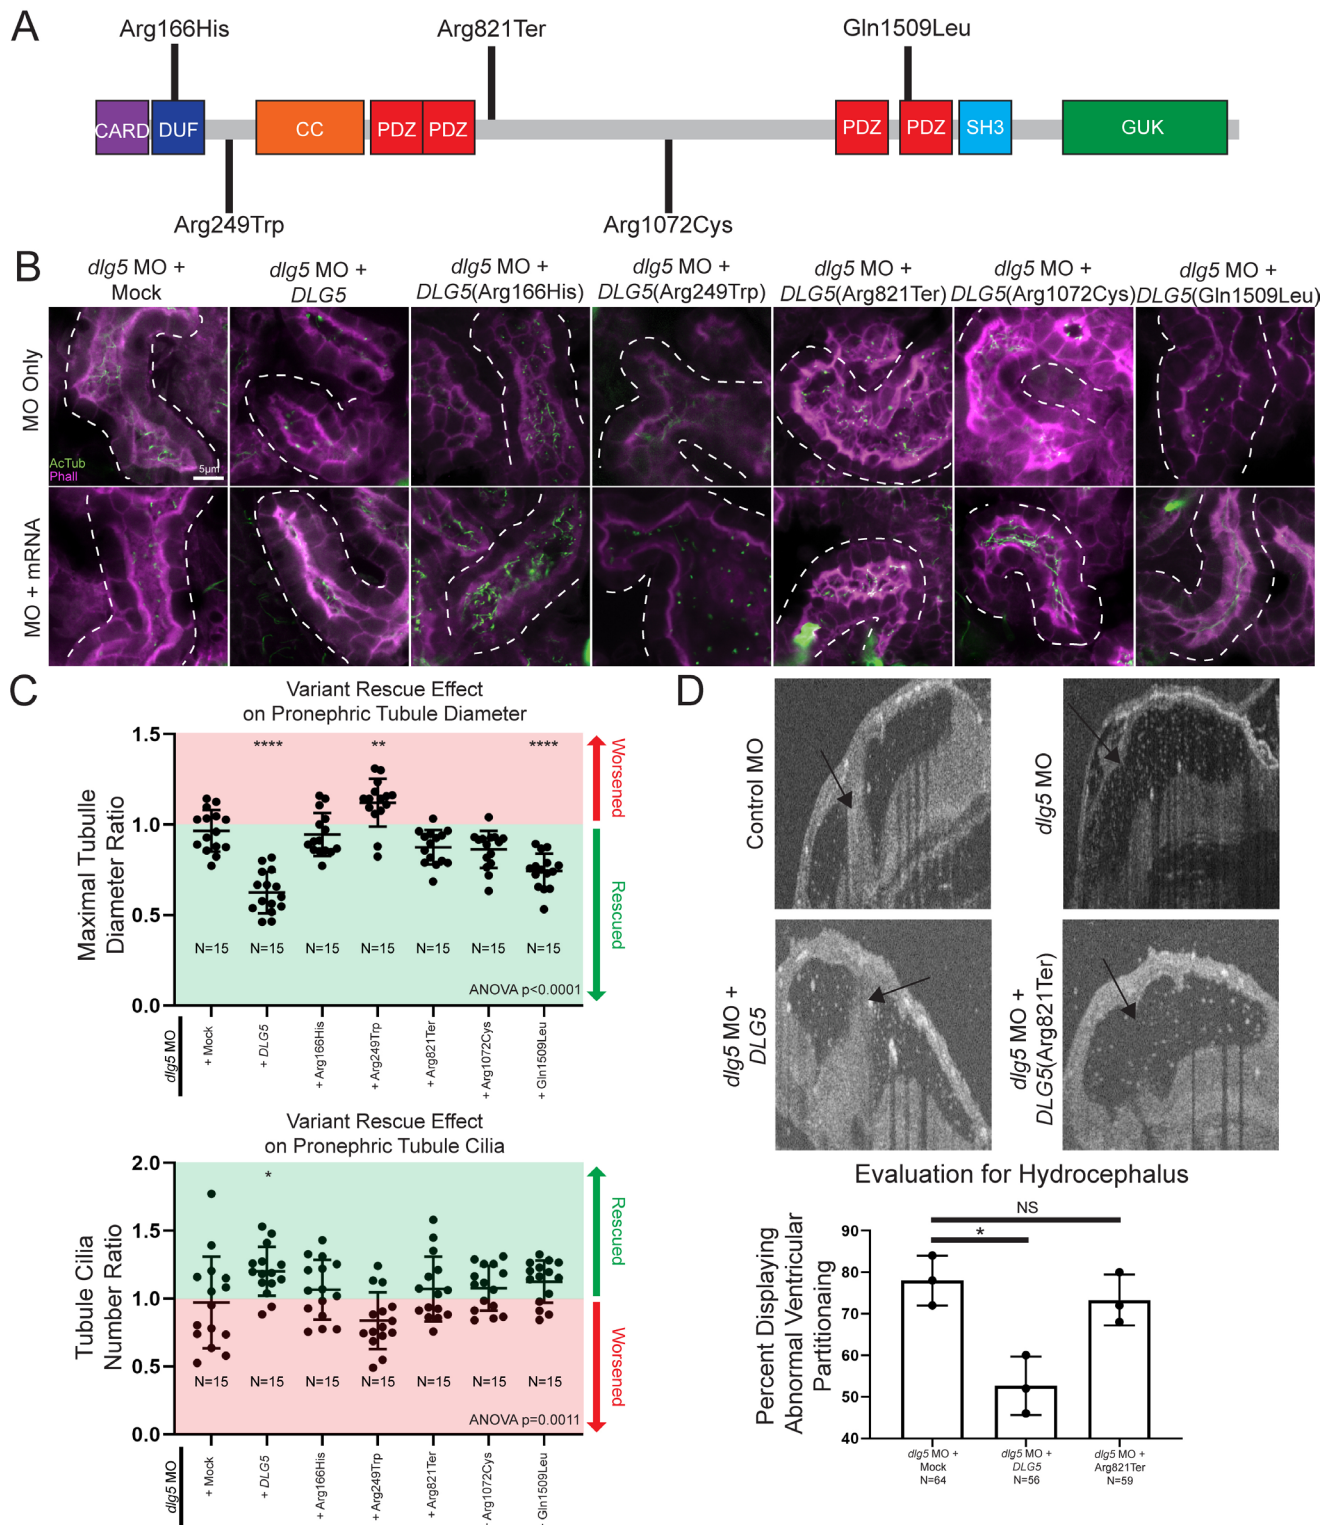 A
Arg166His
Arg821Ter
Gln1509Leu
CARD
DUF
CC
PDZ
PDZ
PDZ
PDZ
SH3
GUK
Arg249Trp
Arg1072Cys
B
dlg5 MO +
Mock
dlg5 MO +
DLG5
dlg5 MO +
DLG5(Arg166His)
dlg5 MO +
DLG5(Arg249Trp)
dlg5 MO +
DLG5(Arg821Ter)
dlg5 MO +
DLG5(Arg1072Cys)
dlg5 MO +
DLG5(Gln1509Leu)
MO Only
AcTub
Phall
5µm
MO + mRNA
C
Variant Rescue Effect
on Pronephric Tubule Diameter
Maximal Tubule
Diameter Ratio
1.5
1.0
0.5
0.0
****
**
****
N=15
N=15
N=15
N=15
N=15
N=15
N=15
ANOVA p<0.0001
Worsened
Rescued
dlg5 MO
+ Mock
+ DLG5
+ Arg166His
+ Arg249Trp
+ Arg821Ter
+ Arg1072Cys
+ Gln1509Leu
Variant Rescue Effect
on Pronephric Tubule Cilia
Tubule Cilia
Number Ratio
2.0
1.5
1.0
0.5
0.0
*
N=15
N=15
N=15
N=15
N=15
N=15
N=15
ANOVA p=0.0011
Rescued
Worsened
dlg5 MO
+ Mock
+ DLG5
+ Arg166His
+ Arg249Trp
+ Arg821Ter
+ Arg1072Cys
+ Gln1509Leu
D
Control MO
dlg5 MO
dlg5 MO +
DLG5
dlg5 MO +
DLG5(Arg821Ter)
Evaluation for Hydrocephalus
Percent Displaying
Abnormal Ventricular
Partitionaing
90
80
70
60
50
40
NS
*
dlg5 MO +
Mock
N=64
dlg5 MO +
DLG5
N=56
dlg5 MO +
Arg821Ter
N=59